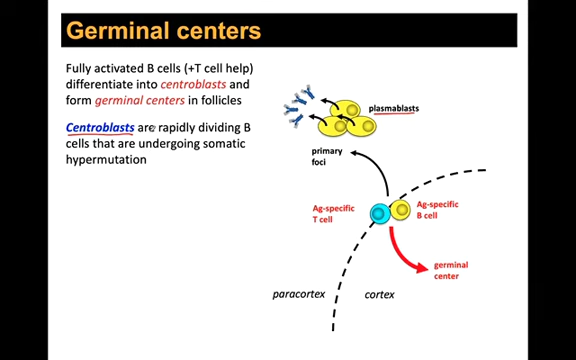 Germinal centers
Fully activated B cells (+T cell help)
differentiate into centroblasts and
form germinal centers in follicles
Centroblasts are rapidly dividing B
cells that are undergoing somatic
hypermutation
plasmablasts
primary
foci
Ag-specific
T cell
Ag-specific
B cell
germinal
center
paracortex
cortex